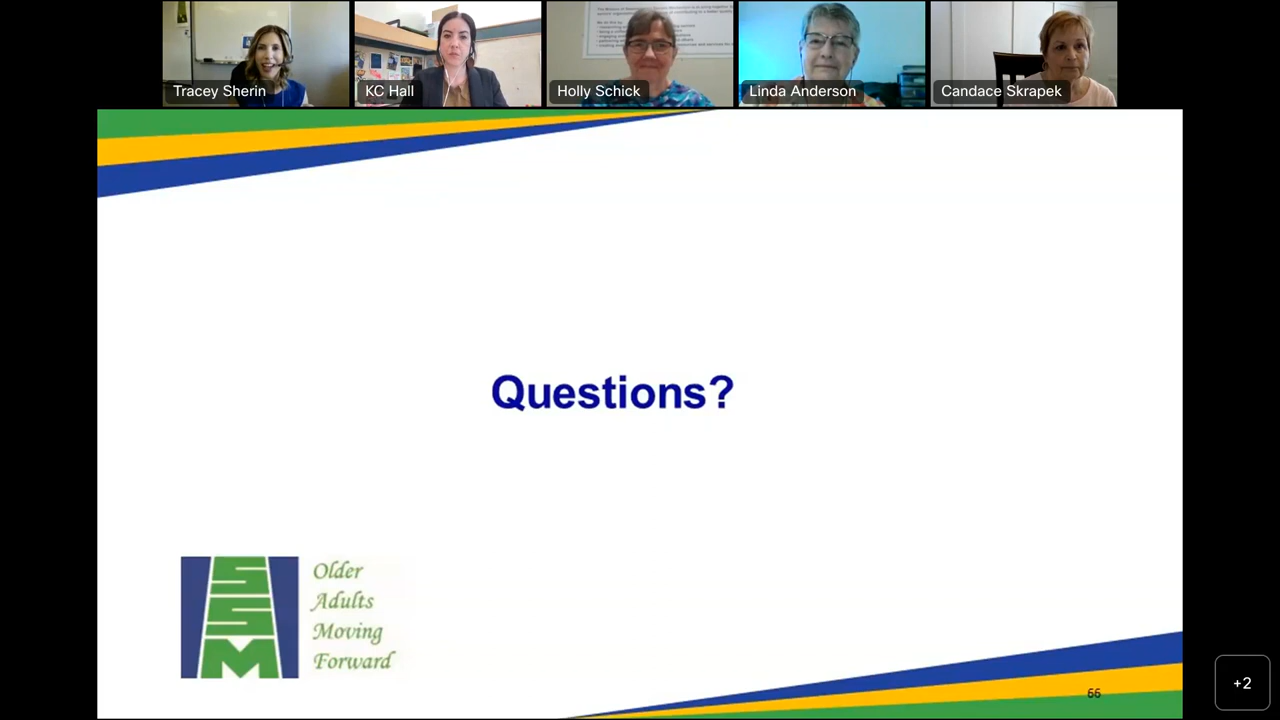 Tracey Sherin
KC Hall
Holly Schick
Linda Anderson
Candace Skrapek
Questions?
SSM
Older
Adults
Moving
Forward
66
+2